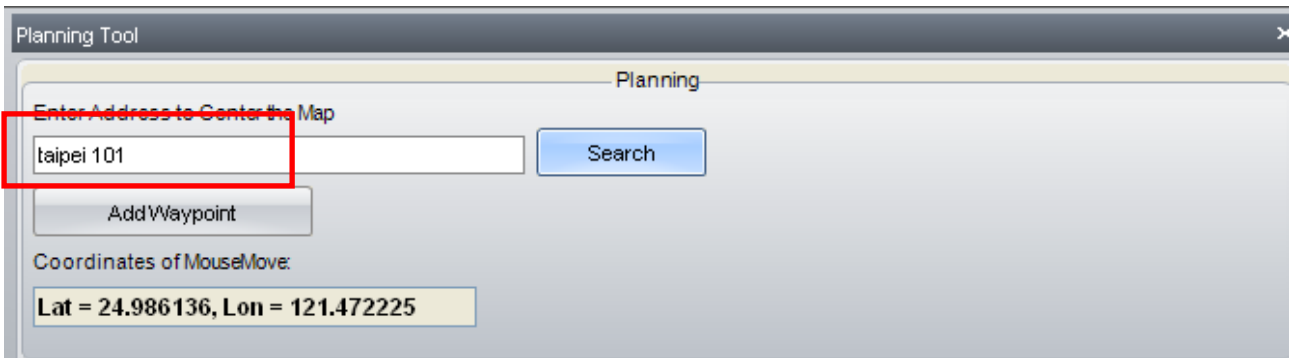 Planning Tool
Planning
Enter Address to Center the Map
taipei 101
Search
Add Waypoint
Coordinates of MouseMove:
Lat = 24.986136, Lon = 121.472225